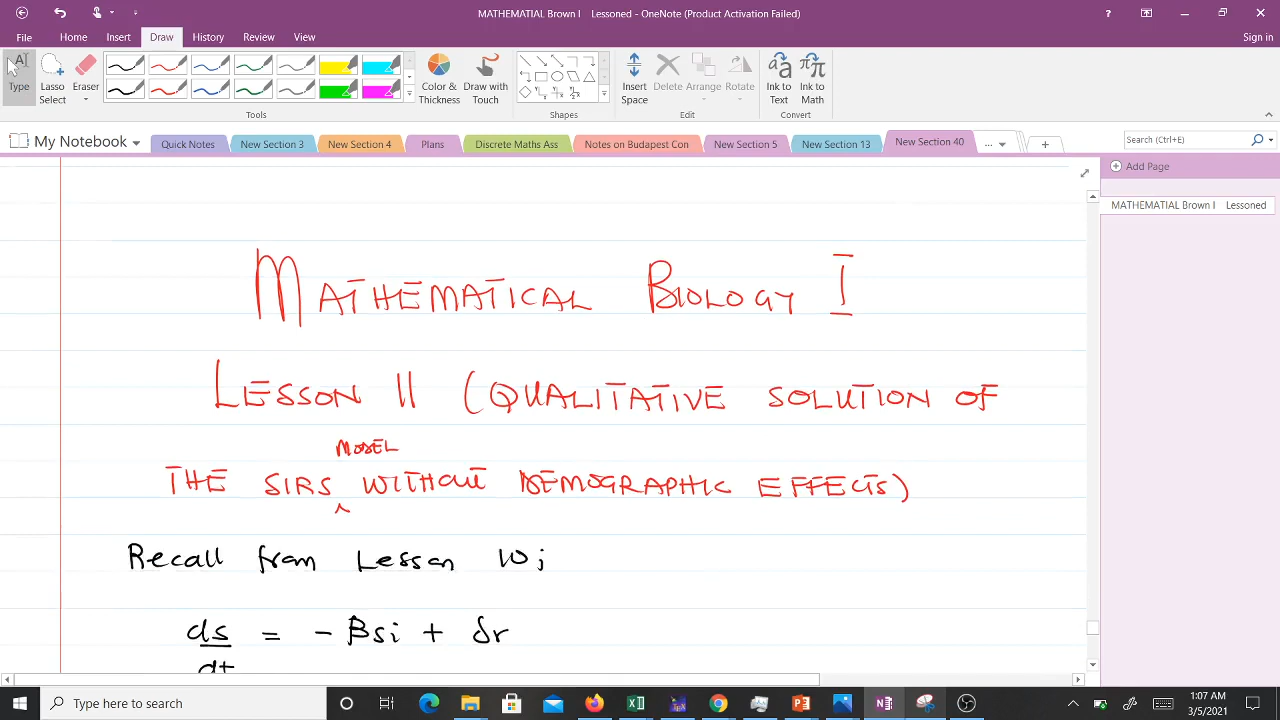 MATHEMATIAL Brown I    Lessoned - OneNote (Product Activation Failed)
File Home Insert Draw History Review View
Type Lasso Select Eraser Color & Thickness Draw with Touch Insert Space Delete Arrange Rotate Ink to Text Ink to Math
Tools Shapes Edit Convert
My Notebook Quick Notes New Section 3 New Section 4 Plans Discrete Maths Ass Notes on Budapest Con New Section 5 New Section 13 New Section 40 ... + Search (Ctrl+E)
Add Page
MATHEMATIAL Brown I    Lessoned
MATHEMATICAL BIOLOGY I
LESSON 11 (QUALITATIVE SOLUTION OF
MODEL
THE SIRS ^ WITHOUT DEMOGRAPHIC EFFECTS)
Recall from Lesson 10;
ds = - βsi + δr
dt
Type here to search
1:07 AM
3/5/2021